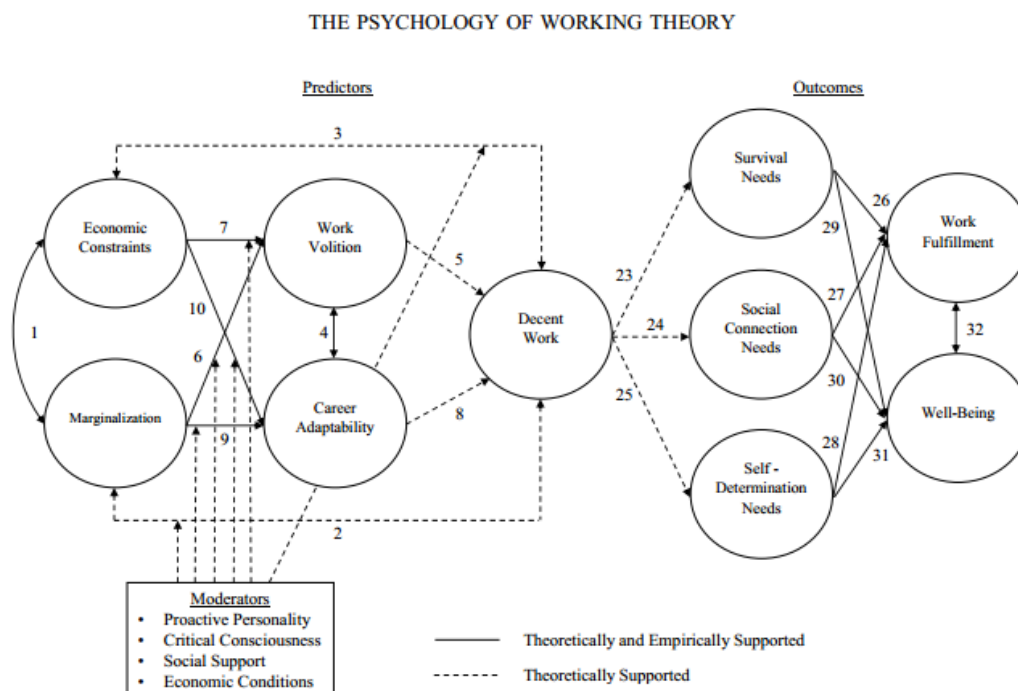 THE PSYCHOLOGY OF WORKING THEORY
Predictors
Outcomes
3
Economic
Constraints
7
Work
Volition
5
10
1
6
4
Marginalization
9
Career
Adaptability
8
2
Decent
Work
23
24
25
Survival
Needs
Social
Connection
Needs
Self -
Determination
Needs
26
29
27
30
28
31
Work
Fulfillment
32
Well-Being
Moderators
• Proactive Personality
• Critical Consciousness
• Social Support
• Economic Conditions
Theoretically and Empirically Supported
Theoretically Supported